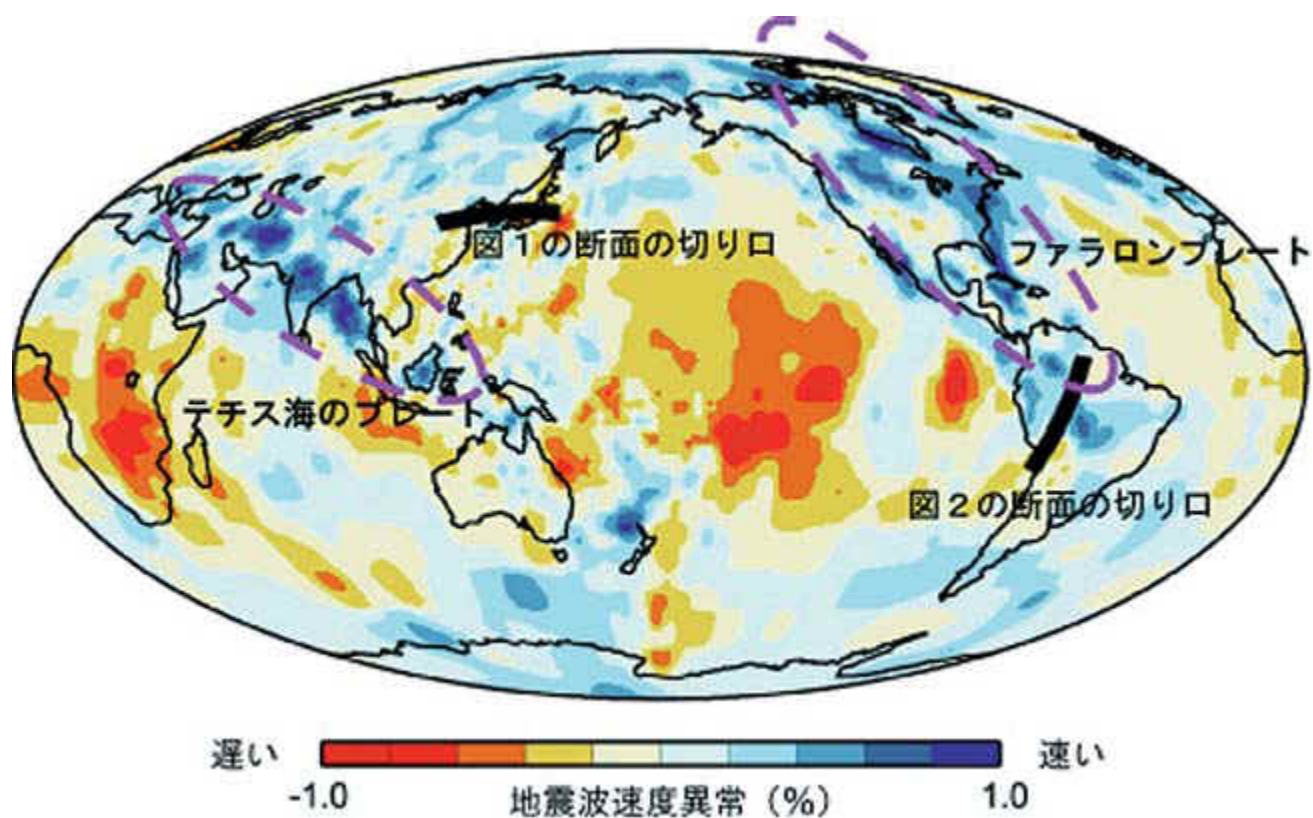 図１の断面の切り口
ファラロンプレート
テチス海のプレート
図２の断面の切り口
遅い
速い
-1.0
地震波速度異常（%）
1.0